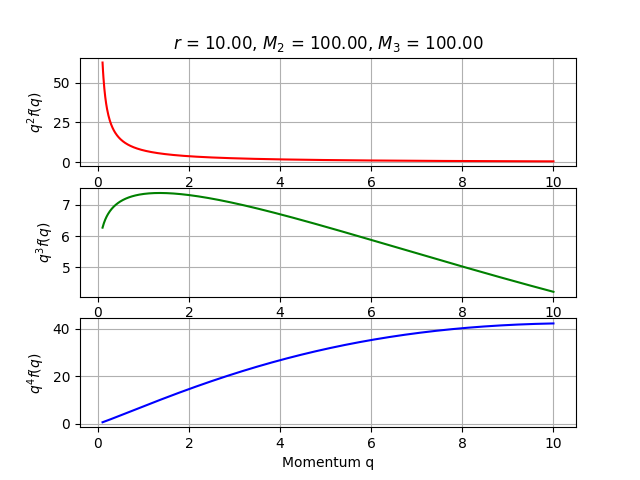 r = 10.00, M₂ = 100.00, M₃ = 100.00
50
25
0
q²f(q)
0 2 4 6 8 10
7
6
5
q³f(q)
0 2 4 6 8 10
40
20
0
q⁴f(q)
0 2 4 6 8 10
Momentum q